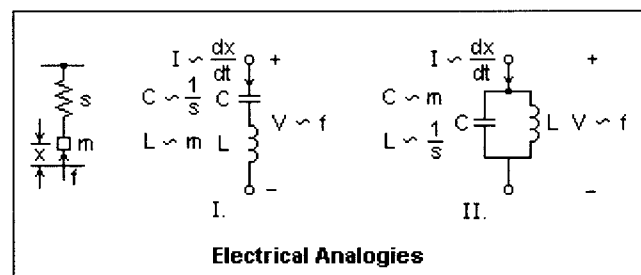 s
m
x
f
I ~ dx/dt
+
C ~ 1/s
C
V ~ f
L ~ m
L
−
I.
I ~ dx/dt
+
C ~ m
C
L
V ~ f
L ~ 1/s
−
II.
Electrical Analogies